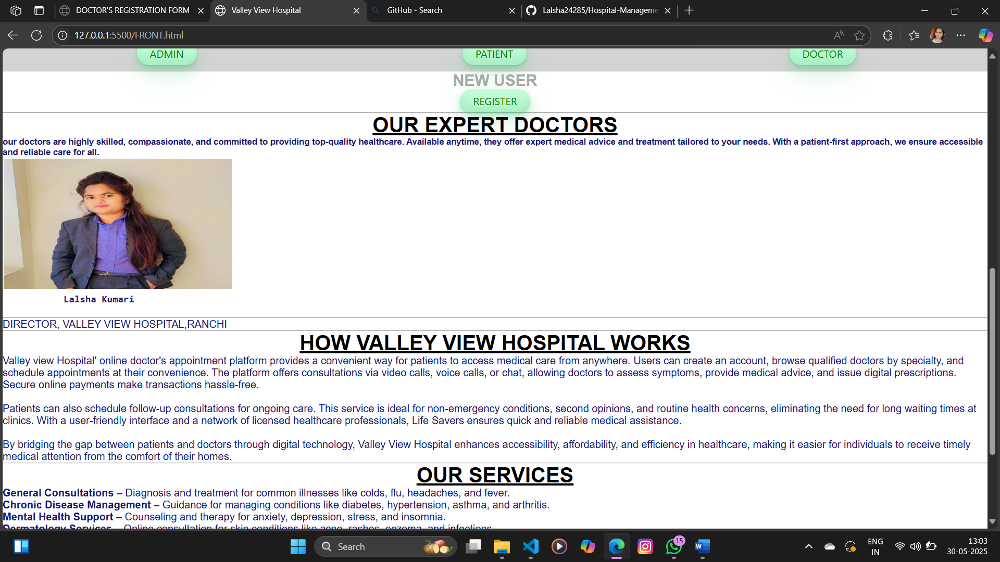 DOCTOR'S REGISTRATION FORM
Valley View Hospital
GitHub - Search
Lalsha24285/Hospital-Manageme
127.0.0.1:5500/FRONT.html
ADMIN PATIENT DOCTOR
NEW USER
REGISTER
OUR EXPERT DOCTORS
our doctors are highly skilled, compassionate, and committed to providing top-quality healthcare. Available anytime, they offer expert medical advice and treatment tailored to your needs. With a patient-first approach, we ensure accessible
and reliable care for all.
Lalsha Kumari
DIRECTOR, VALLEY VIEW HOSPITAL,RANCHI
HOW VALLEY VIEW HOSPITAL WORKS
Valley view Hospital' online doctor's appointment platform provides a convenient way for patients to access medical care from anywhere. Users can create an account, browse qualified doctors by specialty, and
schedule appointments at their convenience. The platform offers consultations via video calls, voice calls, or chat, allowing doctors to assess symptoms, provide medical advice, and issue digital prescriptions.
Secure online payments make transactions hassle-free.
Patients can also schedule follow-up consultations for ongoing care. This service is ideal for non-emergency conditions, second opinions, and routine health concerns, eliminating the need for long waiting times at
clinics. With a user-friendly interface and a network of licensed healthcare professionals, Life Savers ensures quick and reliable medical assistance.
By bridging the gap between patients and doctors through digital technology, Valley View Hospital enhances accessibility, affordability, and efficiency in healthcare, making it easier for individuals to receive timely
medical attention from the comfort of their homes.
OUR SERVICES
General Consultations – Diagnosis and treatment for common illnesses like colds, flu, headaches, and fever.
Chronic Disease Management – Guidance for managing conditions like diabetes, hypertension, asthma, and arthritis.
Mental Health Support – Counseling and therapy for anxiety, depression, stress, and insomnia.
Dermatology Services – Online consultation for skin conditions like acne, rashes, eczema, and infections.
Search
15
ENG
IN
13:03
30-05-2025